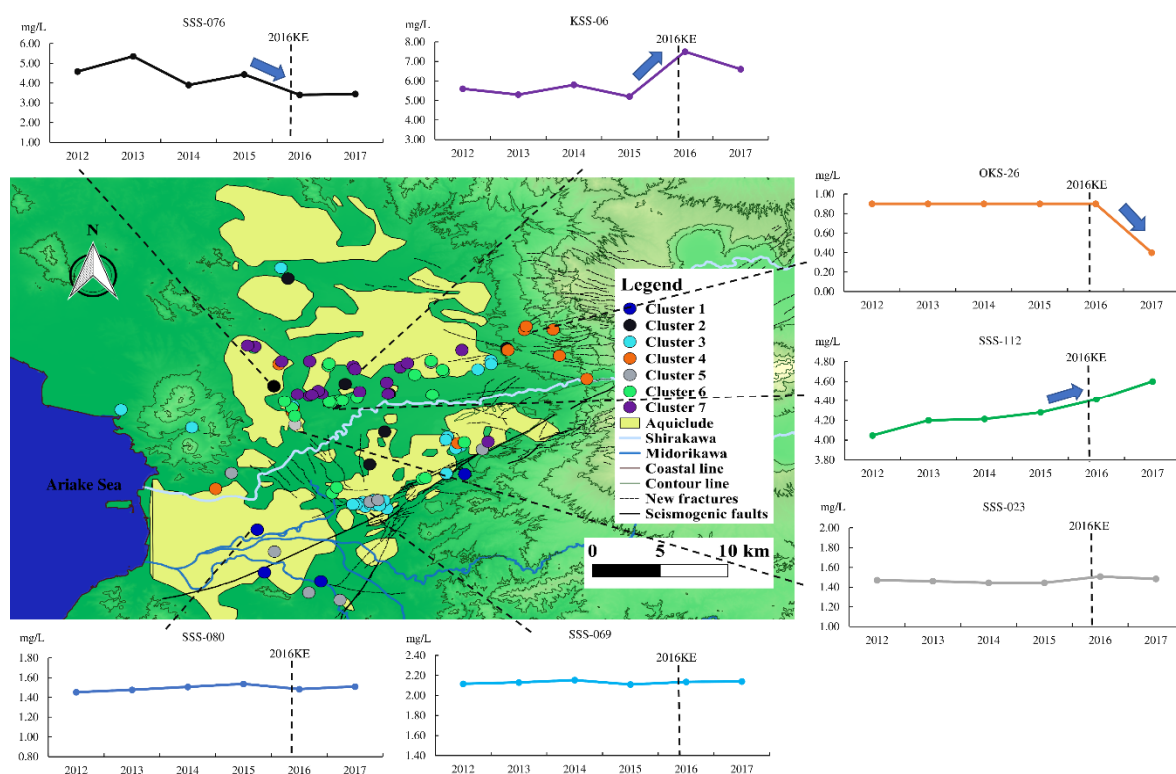 SSS-076
mg/L
2016KE
6.00
5.00
4.00
3.00
2.00
1.00
2012 2013 2014 2015 2016 2017
KSS-06
mg/L
2016KE
8.00
7.00
6.00
5.00
4.00
3.00
2012 2013 2014 2015 2016 2017
OKS-26
mg/L
2016KE
1.00
0.80
0.60
0.40
0.20
0.00
2012 2013 2014 2015 2016 2017
N
Ariake Sea
Legend
Cluster 1
Cluster 2
Cluster 3
Cluster 4
Cluster 5
Cluster 6
Cluster 7
Aquiclude
Shirakawa
Midorikawa
Coastal line
Contour line
New fractures
Seismogenic faults
0 5 10 km
SSS-112
mg/L
2016KE
4.80
4.60
4.40
4.20
4.00
3.80
2012 2013 2014 2015 2016 2017
SSS-023
mg/L
2016KE
2.00
1.80
1.60
1.40
1.20
1.00
2012 2013 2014 2015 2016 2017
SSS-080
mg/L
2016KE
1.80
1.60
1.40
1.20
1.00
0.80
2012 2013 2014 2015 2016 2017
SSS-069
mg/L
2016KE
2.40
2.20
2.00
1.80
1.60
1.40
2012 2013 2014 2015 2016 2017